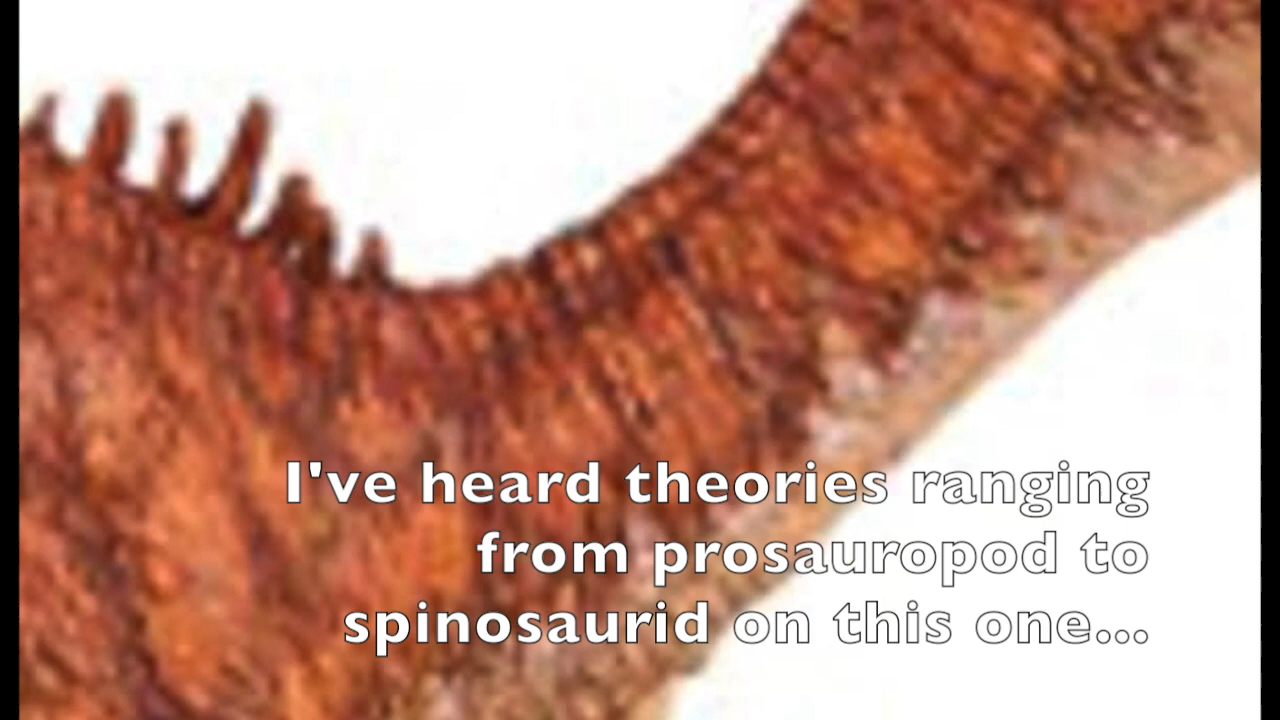 I've heard theories ranging
from prosauropod to
spinosaurid on this one...